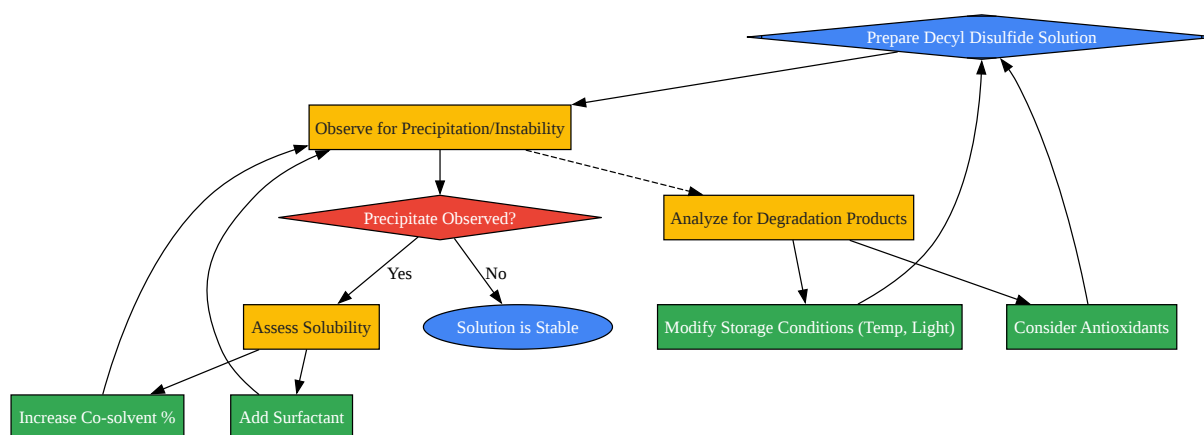 Prepare Decyl Disulfide Solution
Observe for Precipitation/Instability
Precipitate Observed?
Analyze for Degradation Products
Yes
No
Assess Solubility
Solution is Stable
Modify Storage Conditions (Temp, Light)
Consider Antioxidants
Increase Co-solvent %
Add Surfactant